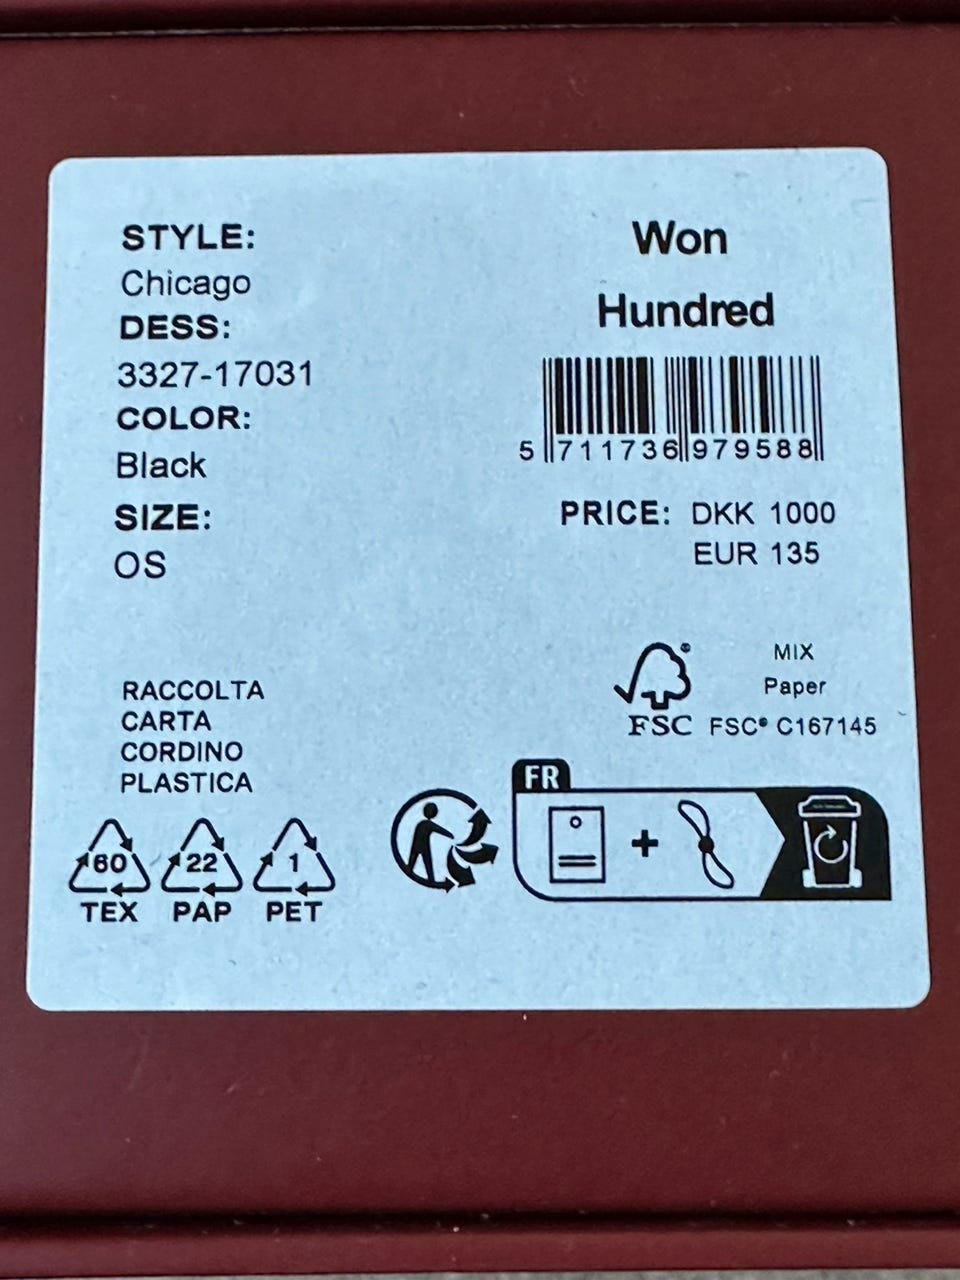 STYLE:
Chicago
DESS:
3327-17031
COLOR:
Black
SIZE:
OS
Won
Hundred
5 711736 979588
PRICE: DKK 1000
EUR 135
RACCOLTA
CARTA
CORDINO
PLASTICA
60
TEX
22
PAP
1
PET
MIX
Paper
FSC® C167145
FSC
FR
+